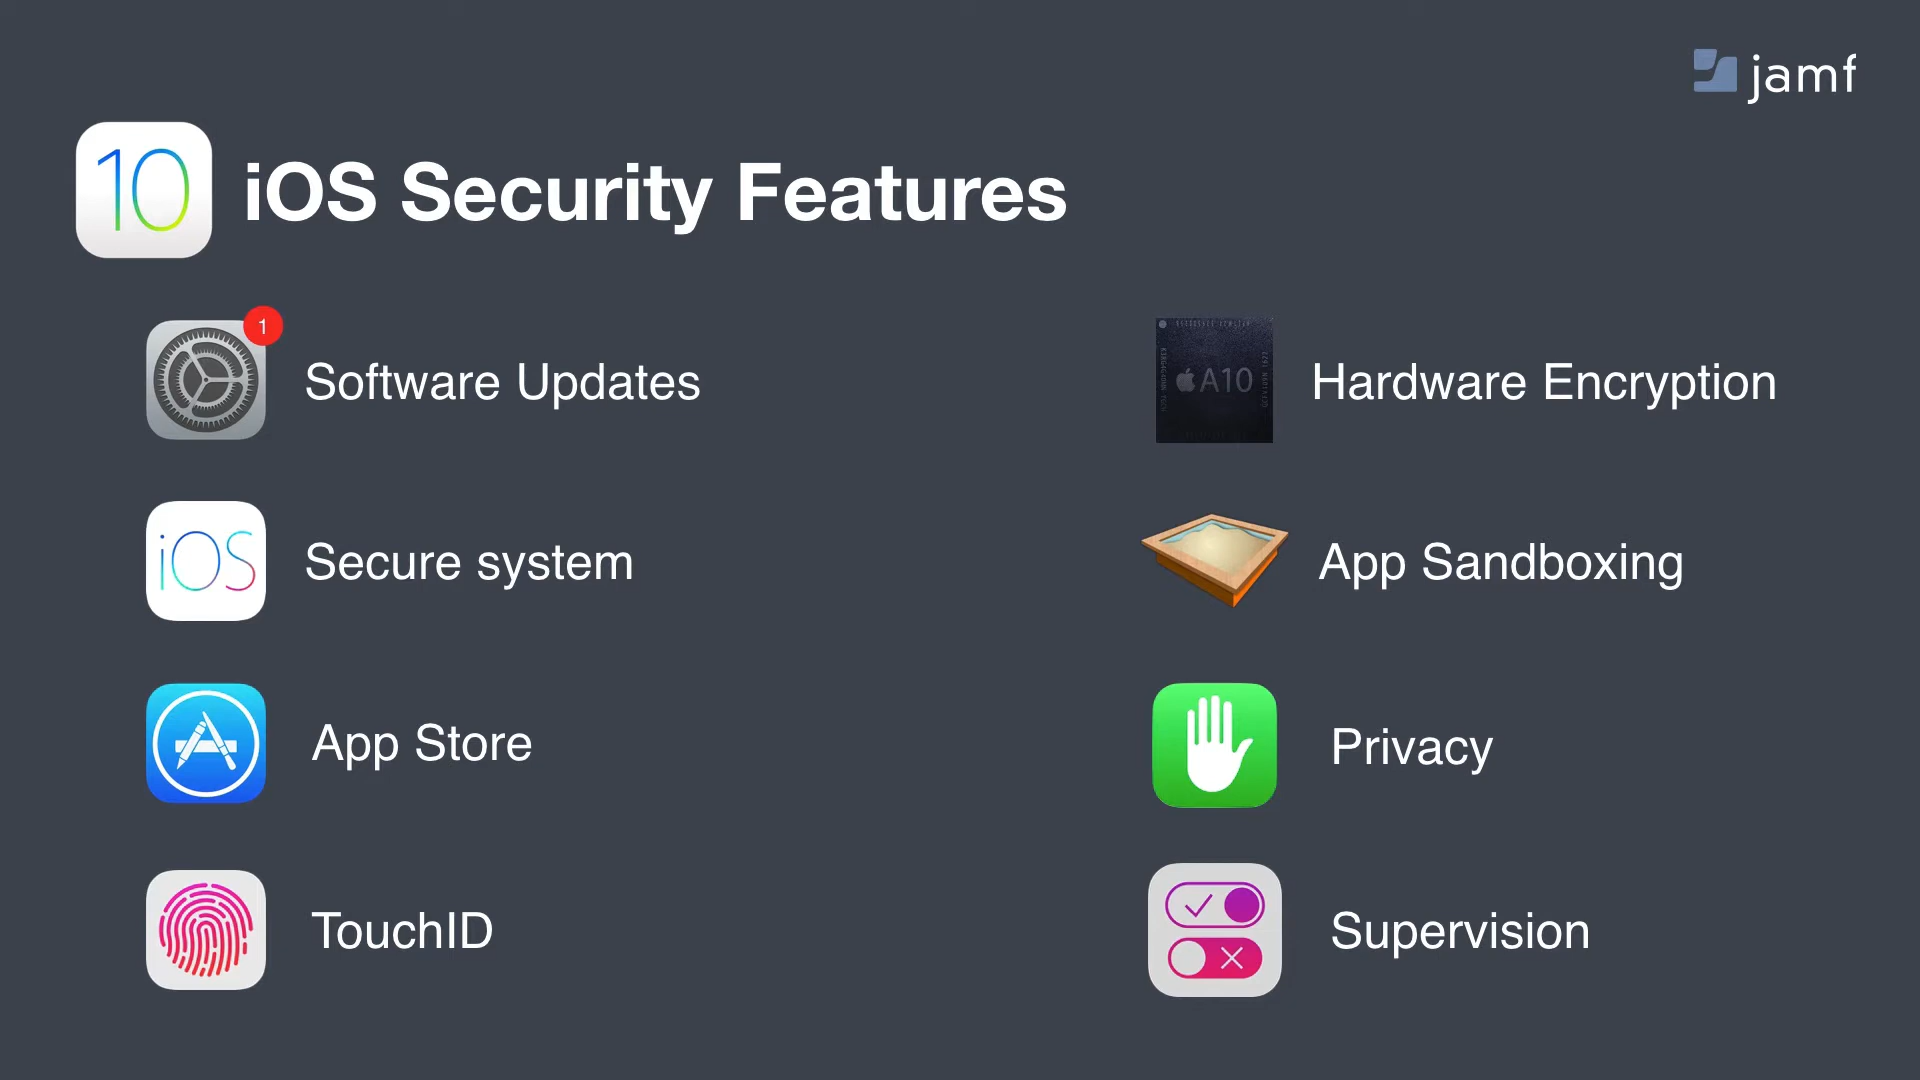 jamf
10
iOS Security Features
1
Software Updates
A10
Hardware Encryption
iOS
Secure system
App Sandboxing
App Store
Privacy
TouchID
Supervision